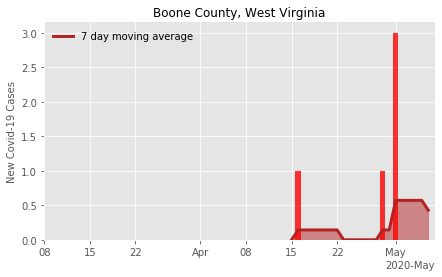 Boone County, West Virginia
7 day moving average
New Covid-19 Cases
3.0
2.5
2.0
1.5
1.0
0.5
0.0
08 15 22 Apr 08 15 22 May
2020-May